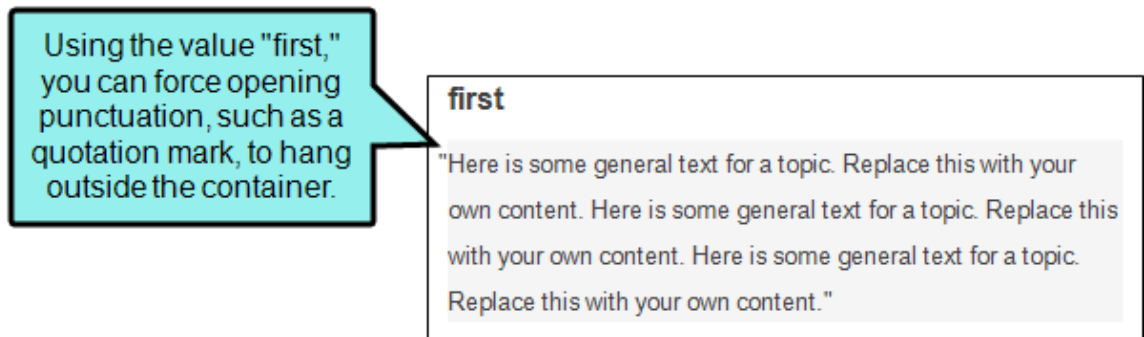 Using the value "first,"
you can force opening
punctuation, such as a
quotation mark, to hang
outside the container.
first
"Here is some general text for a topic. Replace this with your
own content. Here is some general text for a topic. Replace this
with your own content. Here is some general text for a topic.
Replace this with your own content."